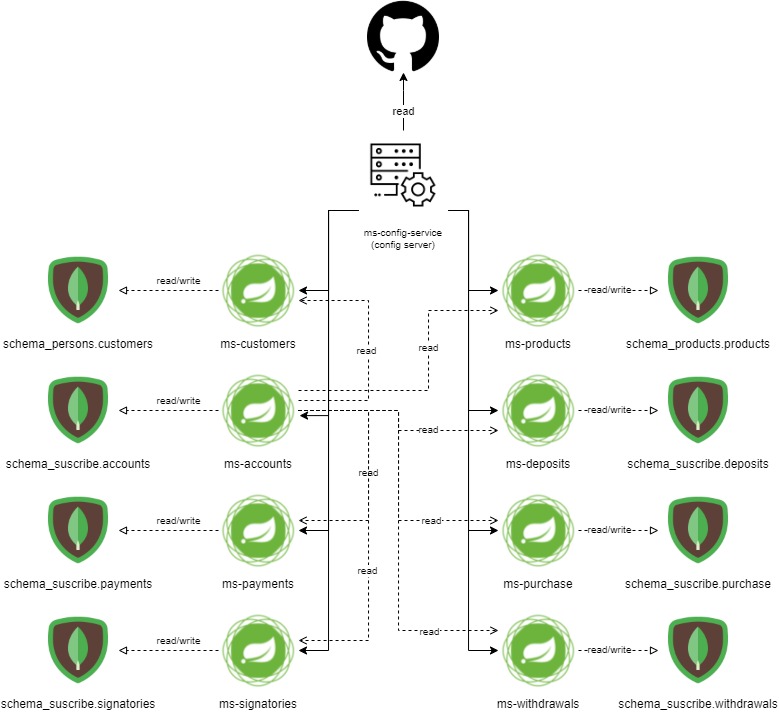 read
ms-config-service
(config server)
read/write
read/write
schema_persons.customers
ms-customers
ms-products
schema_products.products
read
read
read/write
read/write
read
schema_suscribe.accounts
ms-accounts
ms-deposits
schema_suscribe.deposits
read
read/write
read
read/write
schema_suscribe.payments
ms-payments
ms-purchase
schema_suscribe.purchase
read
read/write
read
read/write
schema_suscribe.signatories
ms-signatories
ms-withdrawals
schema_suscribe.withdrawals